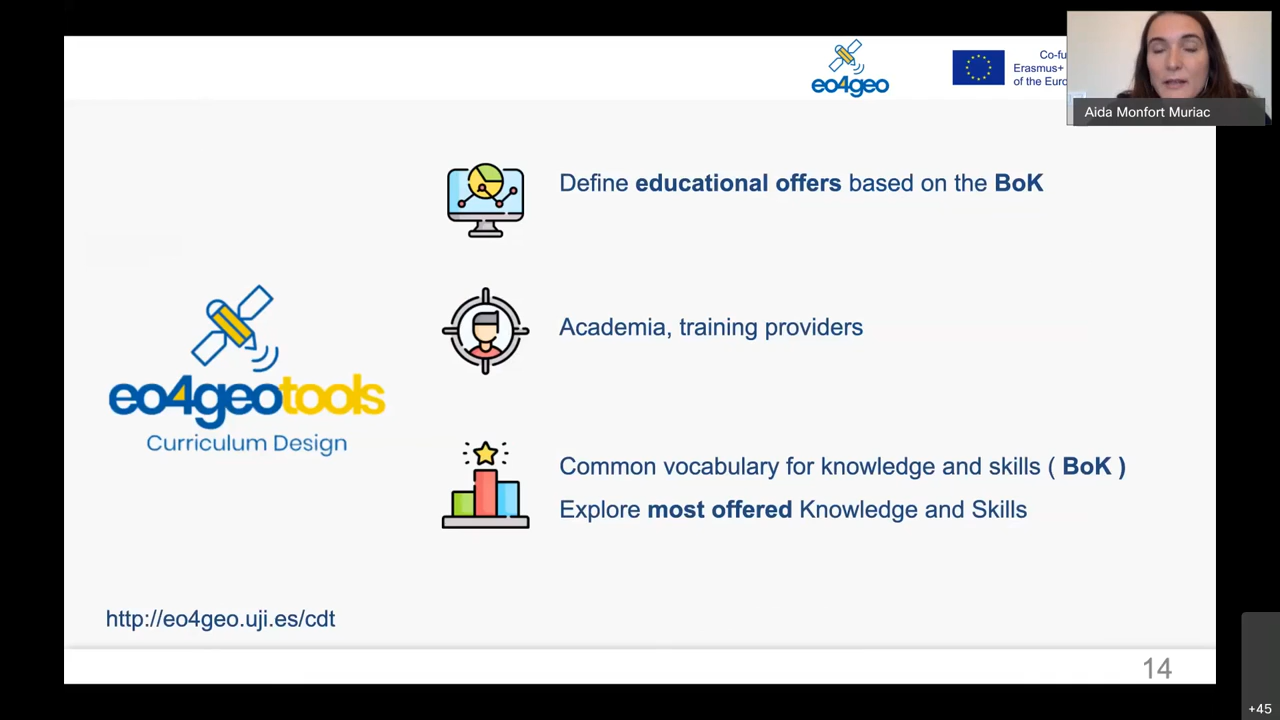 eo4geo
Co-fu
Erasmus+
of the Euro
Aida Monfort Muriac
Define educational offers based on the BoK
Academia, training providers
eo4geotools
Curriculum Design
Common vocabulary for knowledge and skills ( BoK )
Explore most offered Knowledge and Skills
http://eo4geo.uji.es/cdt
14
+45